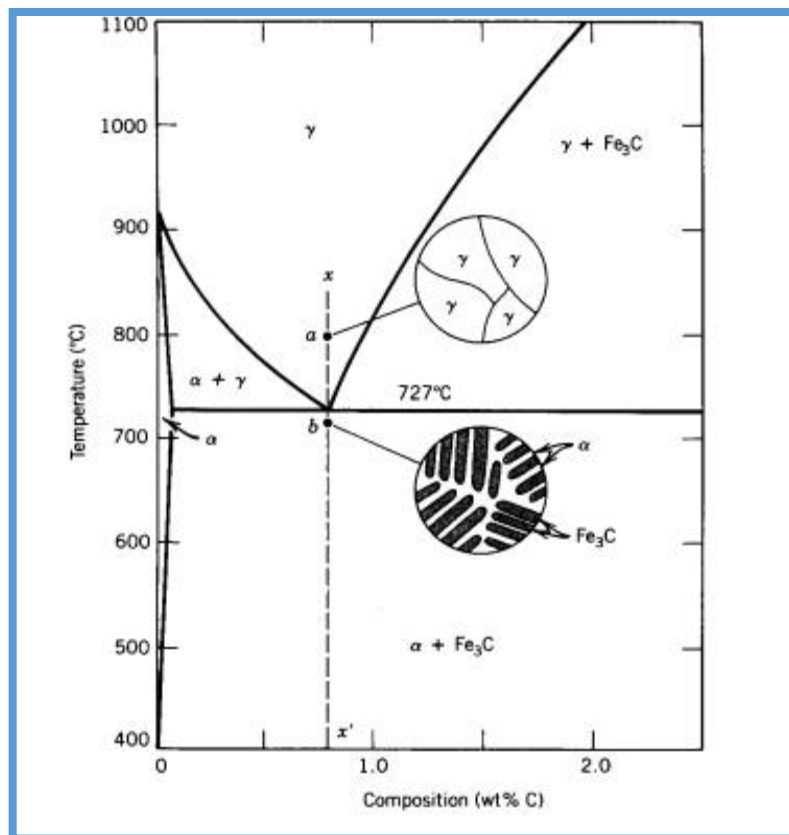 1100
1000
900
800
700
600
500
400
Temperature (°C)
γ
γ + Fe₃C
x
γ
γ
γ
γ
a
α + γ
727°C
b
α
α
Fe₃C
α + Fe₃C
x'
0
1.0
2.0
Composition (wt% C)